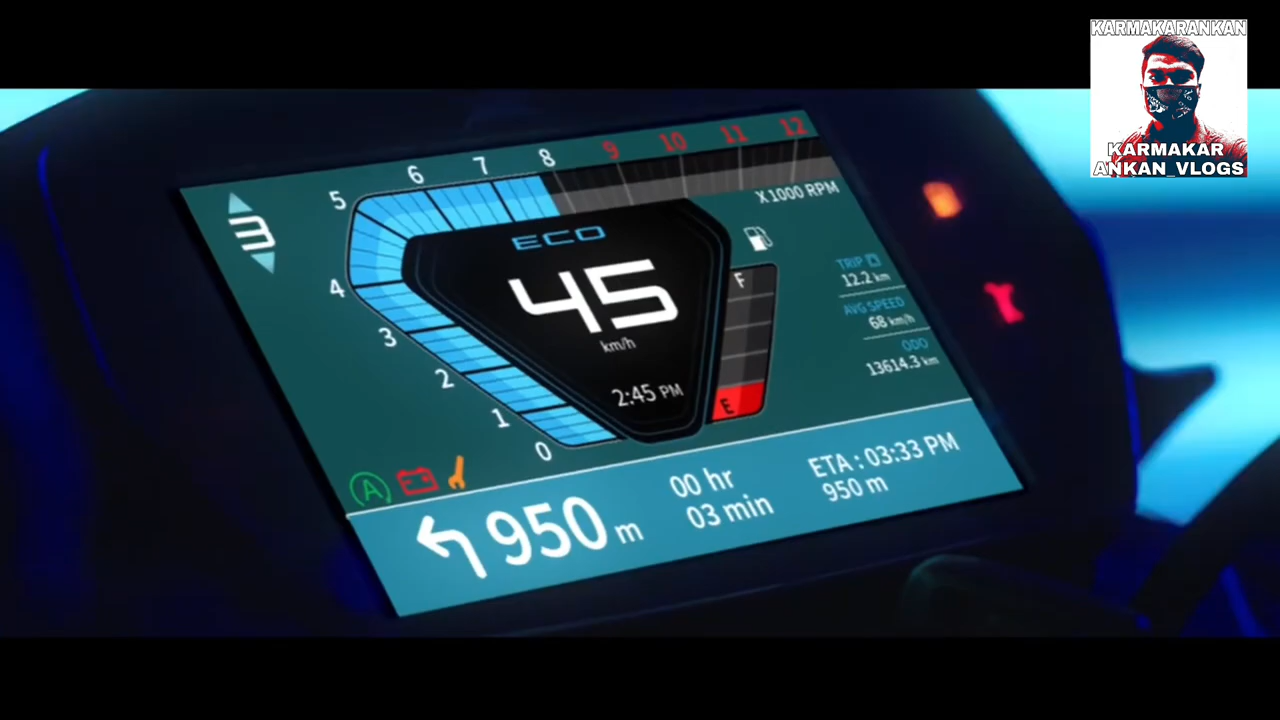 KARMAKARANKAN
KARMAKAR
ANKAN_VLOGS
5 6 7 8 9 10 11 12
X1000 RPM
3
4
3
2
1
0
ECO
45
km/h
2:45 PM
F
E
TRIP
12.2 km
AVG SPEED
68 km/h
ODO
13614.3 km
A
950 m
00 hr
03 min
ETA : 03:33 PM
950 m